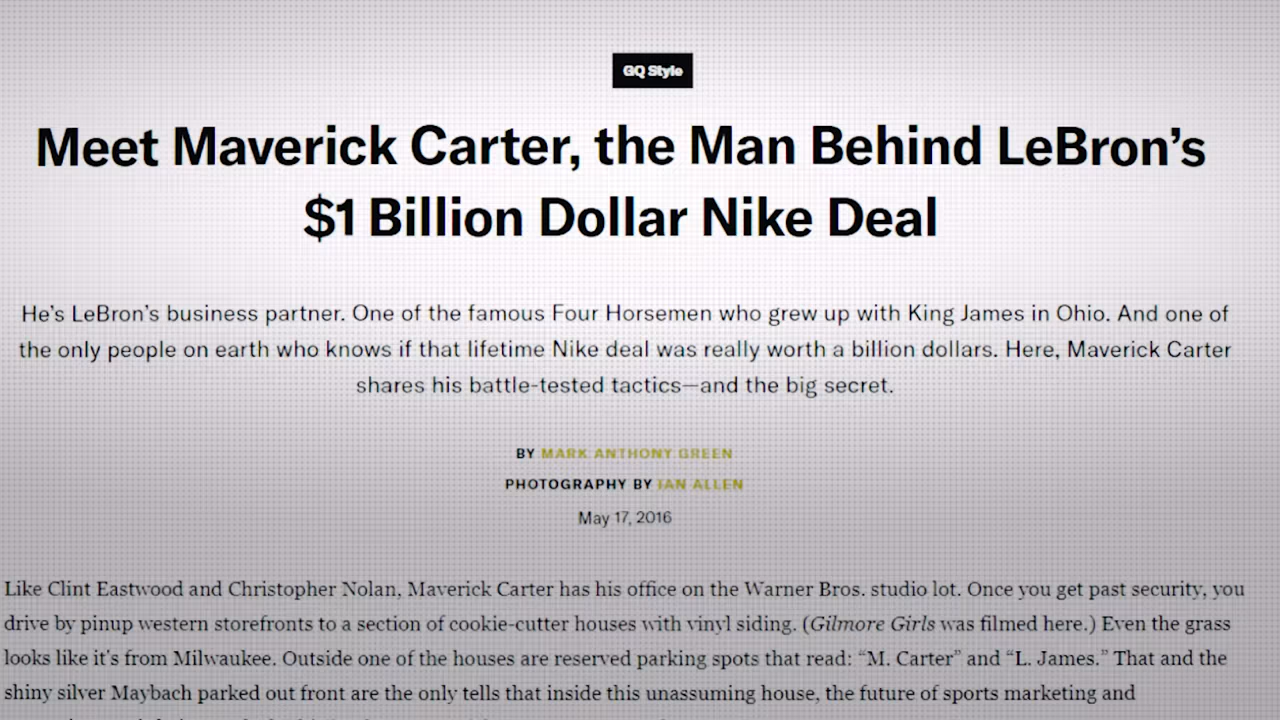 GQ Style
Meet Maverick Carter, the Man Behind LeBron’s
$1 Billion Dollar Nike Deal
He’s LeBron’s business partner. One of the famous Four Horsemen who grew up with King James in Ohio. And one of
the only people on earth who knows if that lifetime Nike deal was really worth a billion dollars. Here, Maverick Carter
shares his battle-tested tactics—and the big secret.
BY MARK ANTHONY GREEN
PHOTOGRAPHY BY IAN ALLEN
May 17, 2016
Like Clint Eastwood and Christopher Nolan, Maverick Carter has his office on the Warner Bros. studio lot. Once you get past security, you
drive by pinup western storefronts to a section of cookie-cutter houses with vinyl siding. (Gilmore Girls was filmed here.) Even the grass
looks like it's from Milwaukee. Outside one of the houses are reserved parking spots that read: “M. Carter” and “L. James.” That and the
shiny silver Maybach parked out front are the only tells that inside this unassuming house, the future of sports marketing and